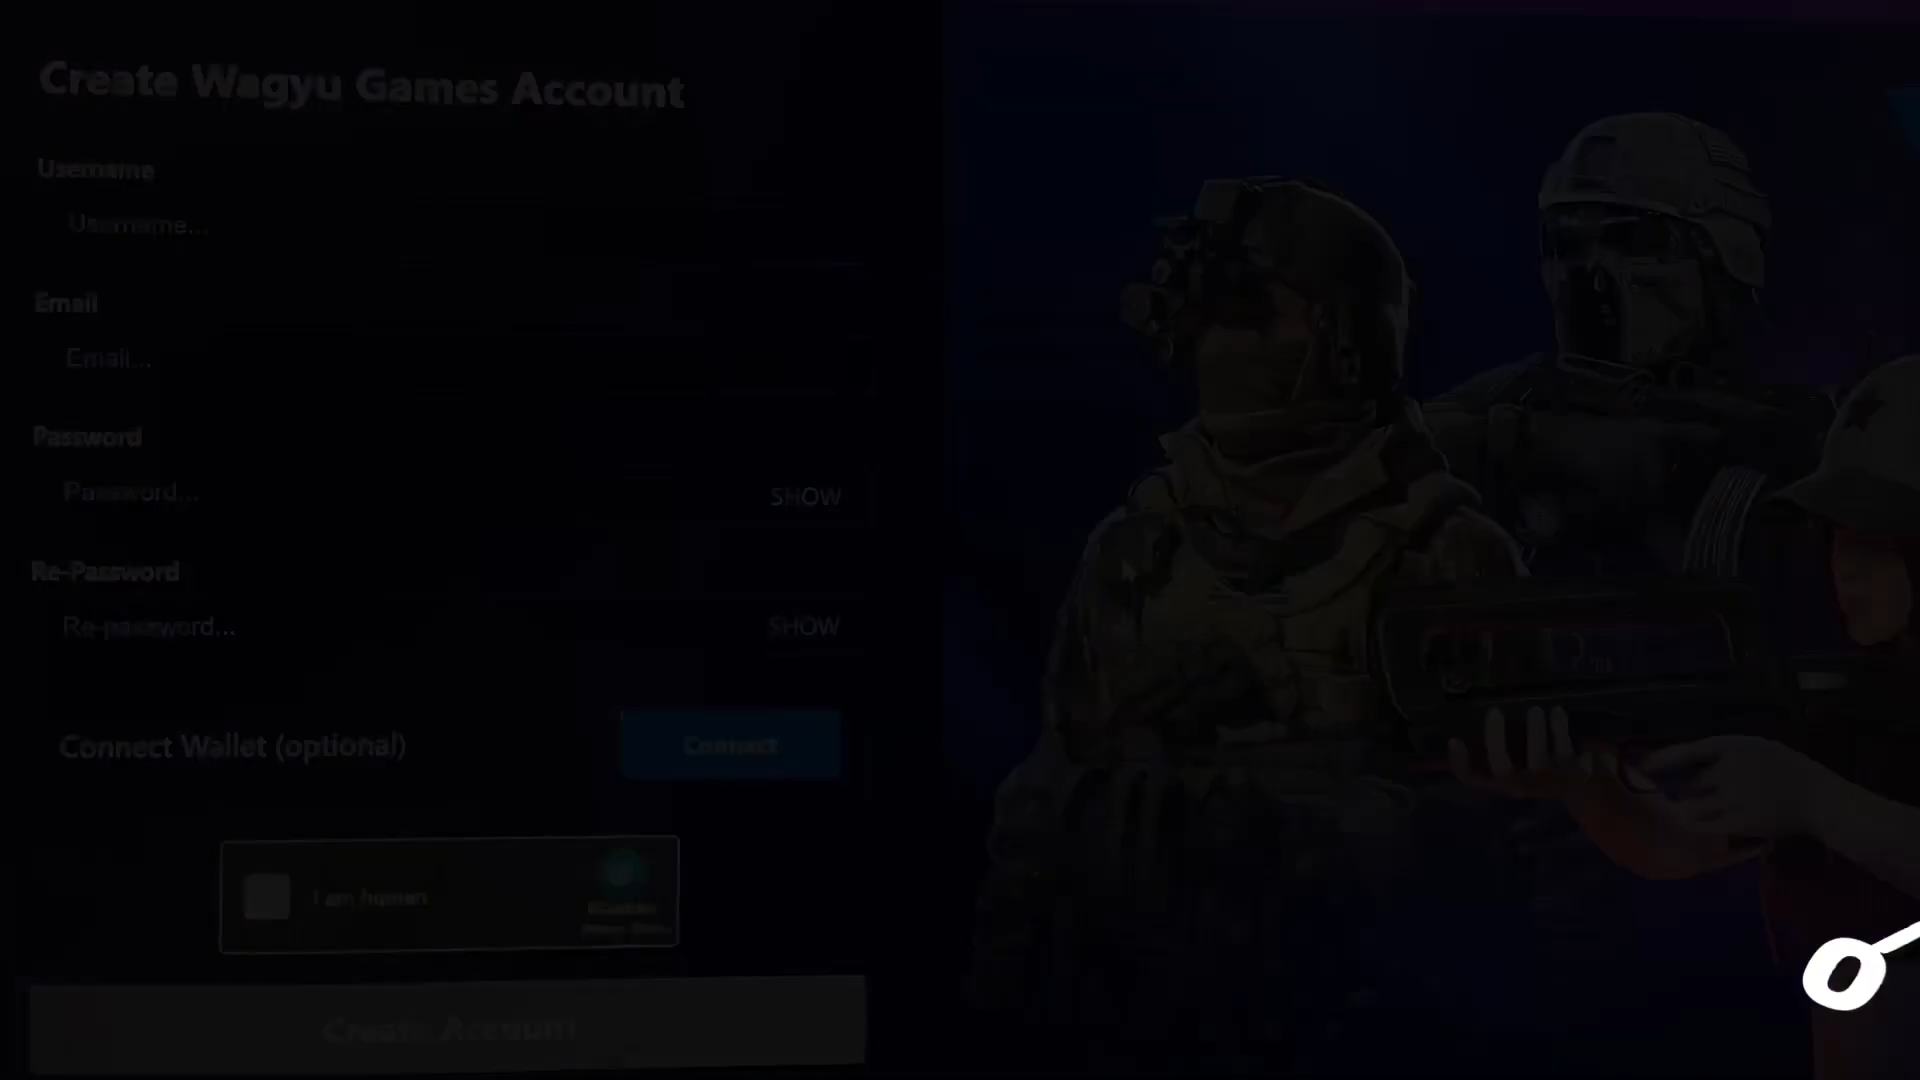 Create Wagyu Games Account
Username
Username...
Email
Email...
Password
Password...
SHOW
Re-Password
Re-password...
SHOW
Connect Wallet (optional)
Connect
I am human
Create Account